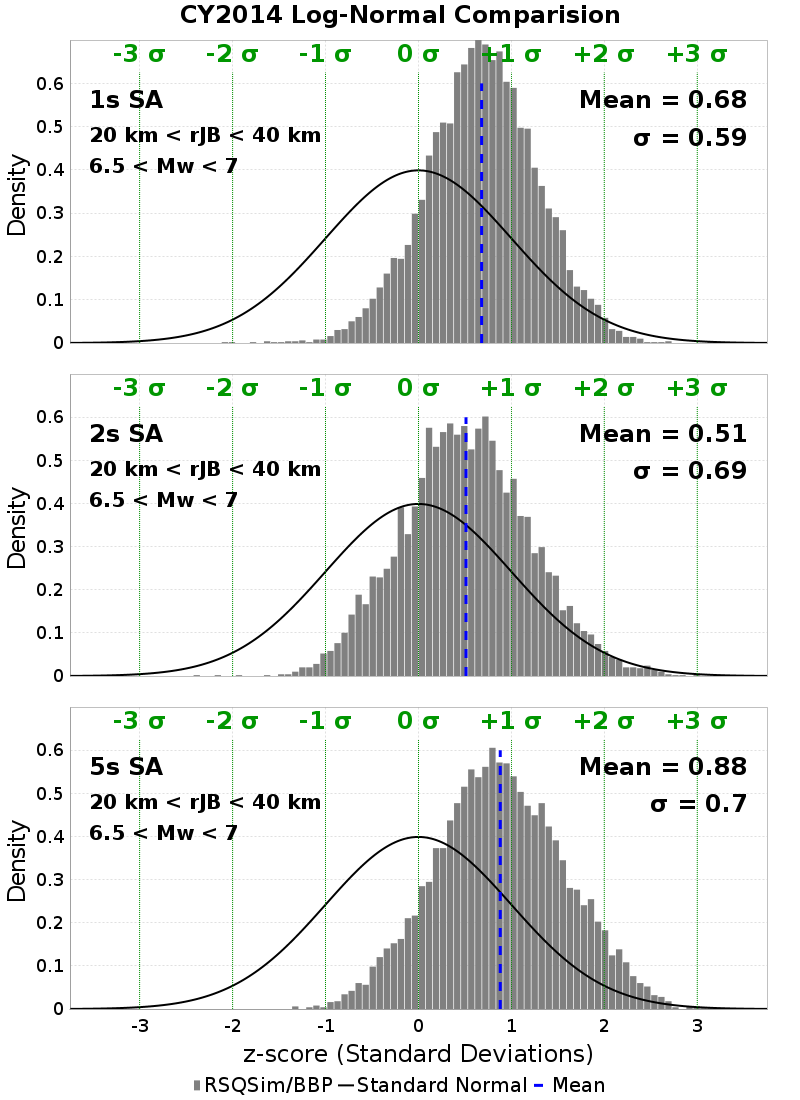 CY2014 Log-Normal Comparision
-3 σ -2 σ -1 σ 0 σ +1 σ +2 σ +3 σ
1s SA
20 km < rJB < 40 km
6.5 < Mw < 7
Mean = 0.68
σ = 0.59
Density
0.6
0.5
0.4
0.3
0.2
0.1
0
-3 σ -2 σ -1 σ 0 σ +1 σ +2 σ +3 σ
2s SA
20 km < rJB < 40 km
6.5 < Mw < 7
Mean = 0.51
σ = 0.69
Density
0.6
0.5
0.4
0.3
0.2
0.1
0
-3 σ -2 σ -1 σ 0 σ +1 σ +2 σ +3 σ
5s SA
20 km < rJB < 40 km
6.5 < Mw < 7
Mean = 0.88
σ = 0.7
Density
0.6
0.5
0.4
0.3
0.2
0.1
0
-3 -2 -1 0 1 2 3
z-score (Standard Deviations)
RSQSim/BBP Standard Normal Mean